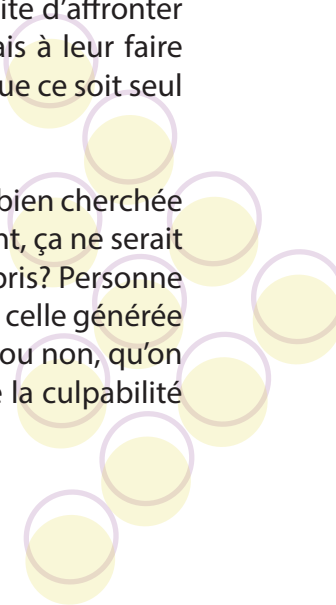 d'affronter
ais à leur faire
ue ce soit seul
bien cherchée
nt, ça ne serait
pris? Personne
celle générée
ou non, qu'on
la culpabilité